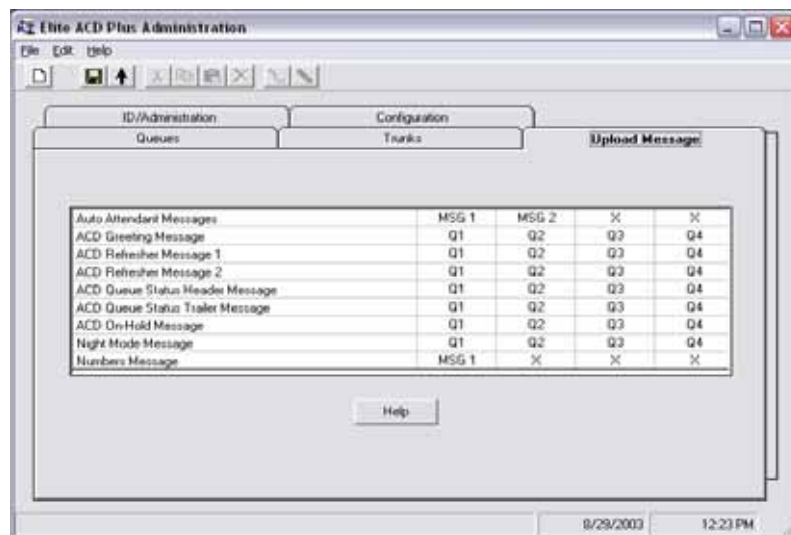 Elite ACD Plus Administration
File Edit Help
ID/Administration Configuration
Queues Trunks Upload Message
Auto Attendant Messages MSG 1 MSG 2 X X
ACD Greeting Message Q1 Q2 Q3 Q4
ACD Refresher Message 1 Q1 Q2 Q3 Q4
ACD Refresher Message 2 Q1 Q2 Q3 Q4
ACD Queue Status Header Message Q1 Q2 Q3 Q4
ACD Queue Status Trailer Message Q1 Q2 Q3 Q4
ACD On-Hold Message Q1 Q2 Q3 Q4
Night Mode Message Q1 Q2 Q3 Q4
Numbers Message MSG 1 X X X
Help
8/29/2003 12:23 PM